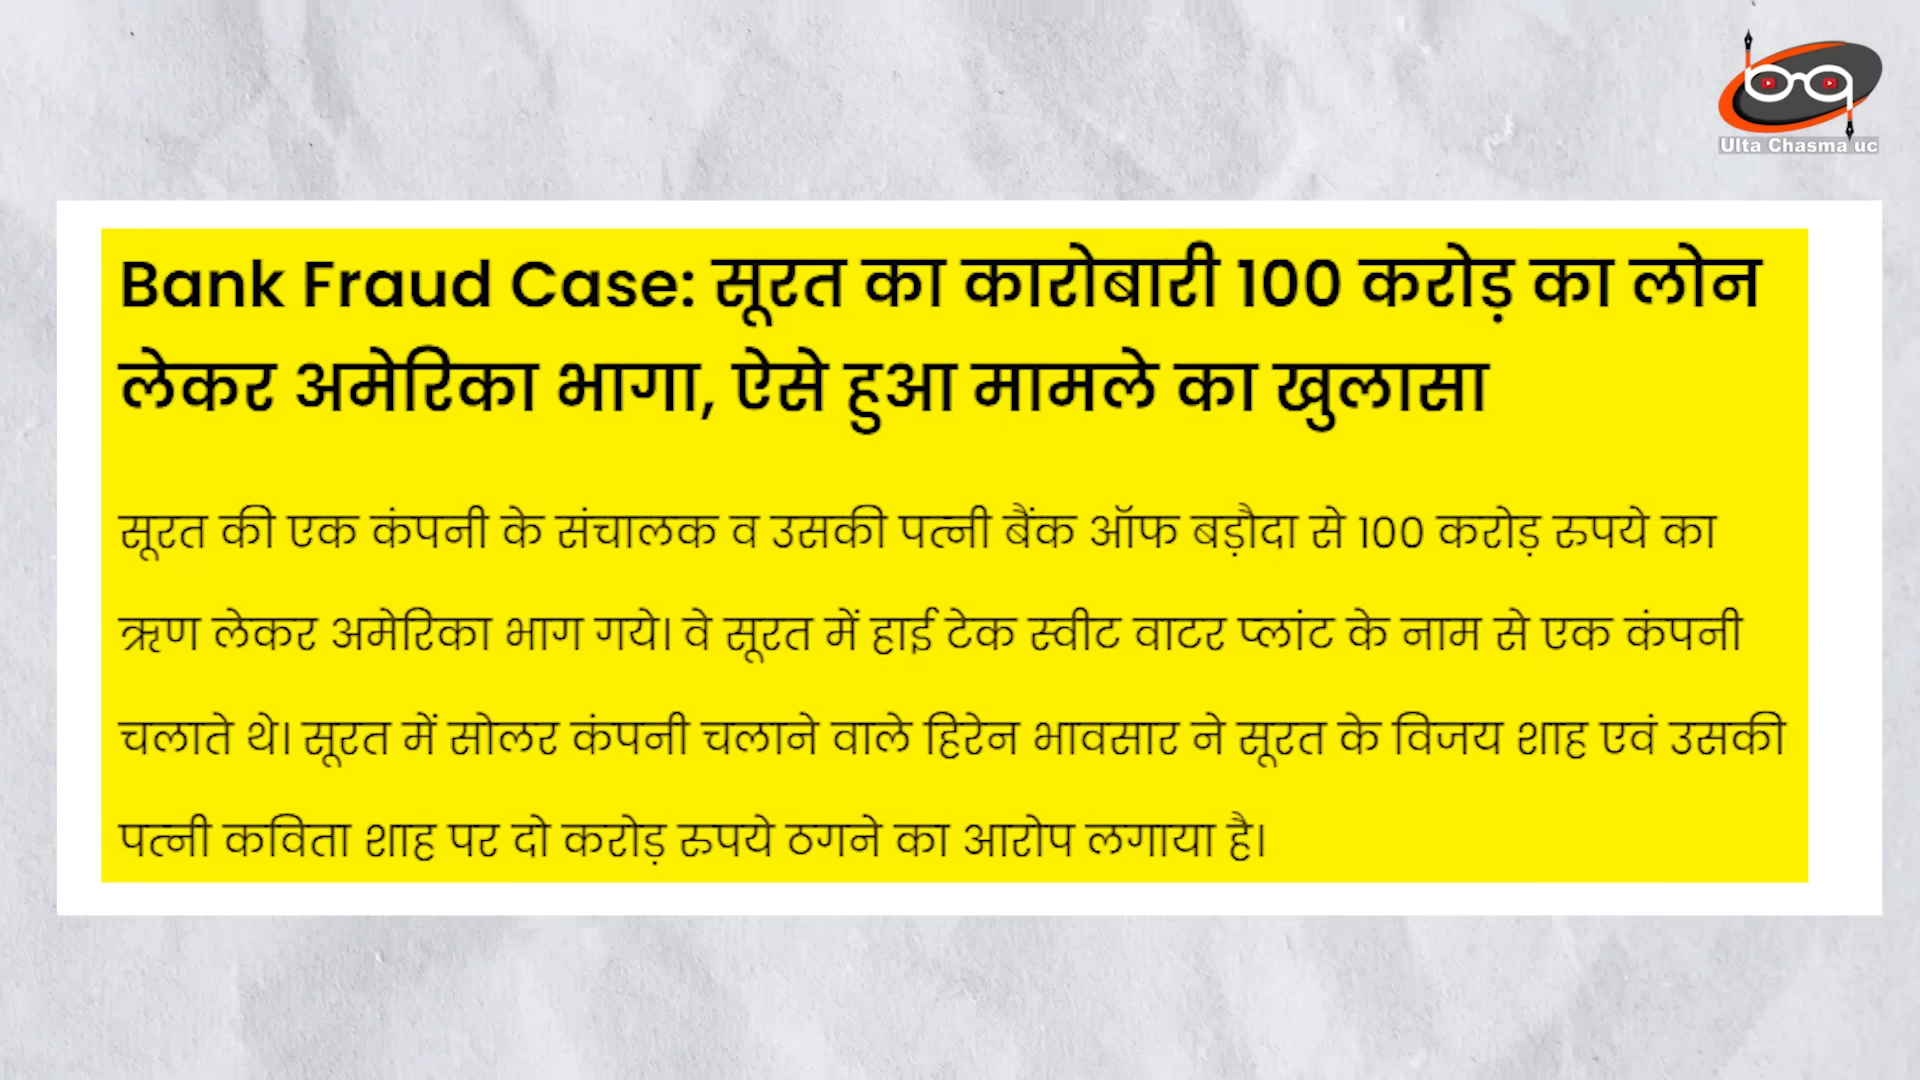 Ulta Chasma uc
Bank Fraud Case: सूरत का कारोबारी 100 करोड़ का लोन
लेकर अमेरिका भागा, ऐसे हुआ मामले का खुलासा
सूरत की एक कंपनी के संचालक व उसकी पत्नी बैंक ऑफ बड़ौदा से 100 करोड़ रुपये का
ऋण लेकर अमेरिका भाग गये। वे सूरत में हाई टेक स्वीट वाटर प्लांट के नाम से एक कंपनी
चलाते थे। सूरत में सोलर कंपनी चलाने वाले हिरेन भावसार ने सूरत के विजय शाह एवं उसकी
पत्नी कविता शाह पर दो करोड़ रुपये ठगने का आरोप लगाया है।